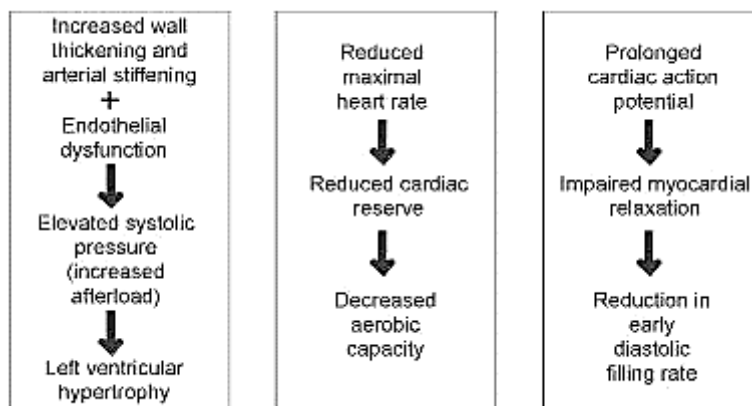 Increased wall
thickening and
arterial stiffening
+
Endothelial
dysfunction
Elevated systolic
pressure
(increased
afterload)
Left ventricular
hypertrophy
Reduced
maximal
heart rate
Reduced cardiac
reserve
Decreased
aerobic
capacity
Prolonged
cardiac action
potential
Impaired myocardial
relaxation
Reduction in
early
diastolic
filling rate